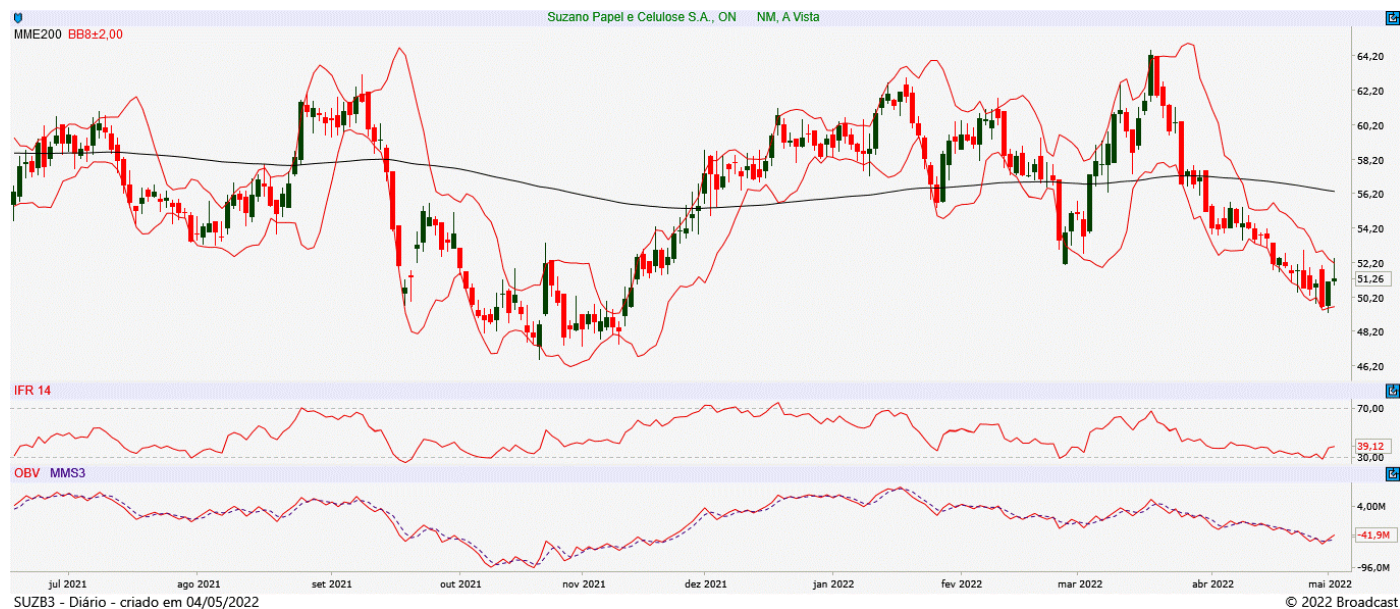 Suzano Papel e Celulose S.A., ON NM, A Vista
MME200 BB8±2,00
64,20
62,20
60,20
58,20
56,20
54,20
52,20
51,26
50,20
48,20
46,20
IFR 14
70,00
39,12
30,00
OBV MMS3
4,00M
-41,9M
-96,0M
jul 2021 ago 2021 set 2021 out 2021 nov 2021 dez 2021 jan 2022 fev 2022 mar 2022 abr 2022 mai 2022
SUZB3 - Diário - criado em 04/05/2022 © 2022 Broadcast